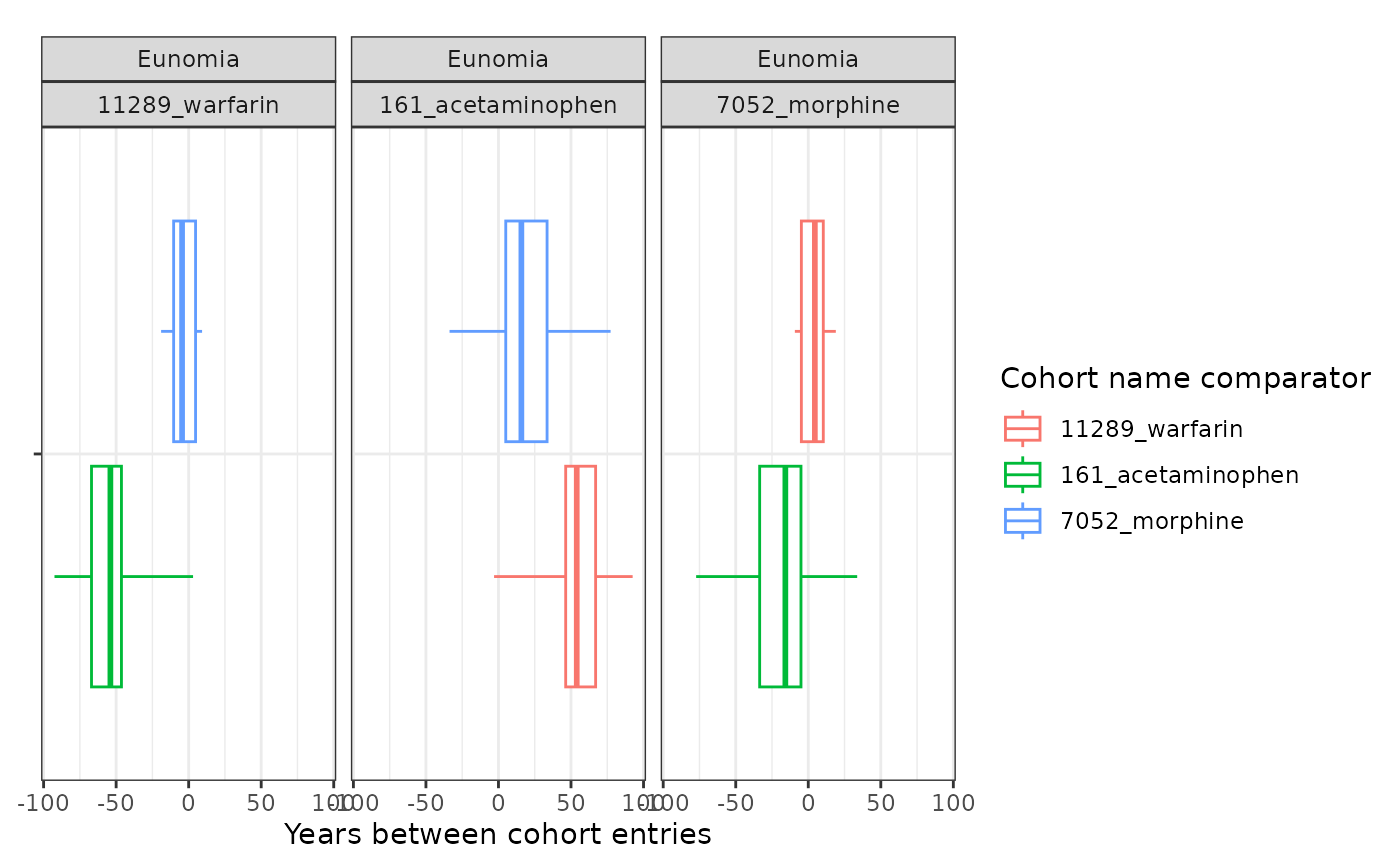 Eunomia Eunomia Eunomia
11289_warfarin 161_acetaminophen 7052_morphine
Cohort name comparator
11289_warfarin
161_acetaminophen
7052_morphine
-100 -50 0 50 100 -100 -50 0 50 100 -100 -50 0 50 100
Years between cohort entries